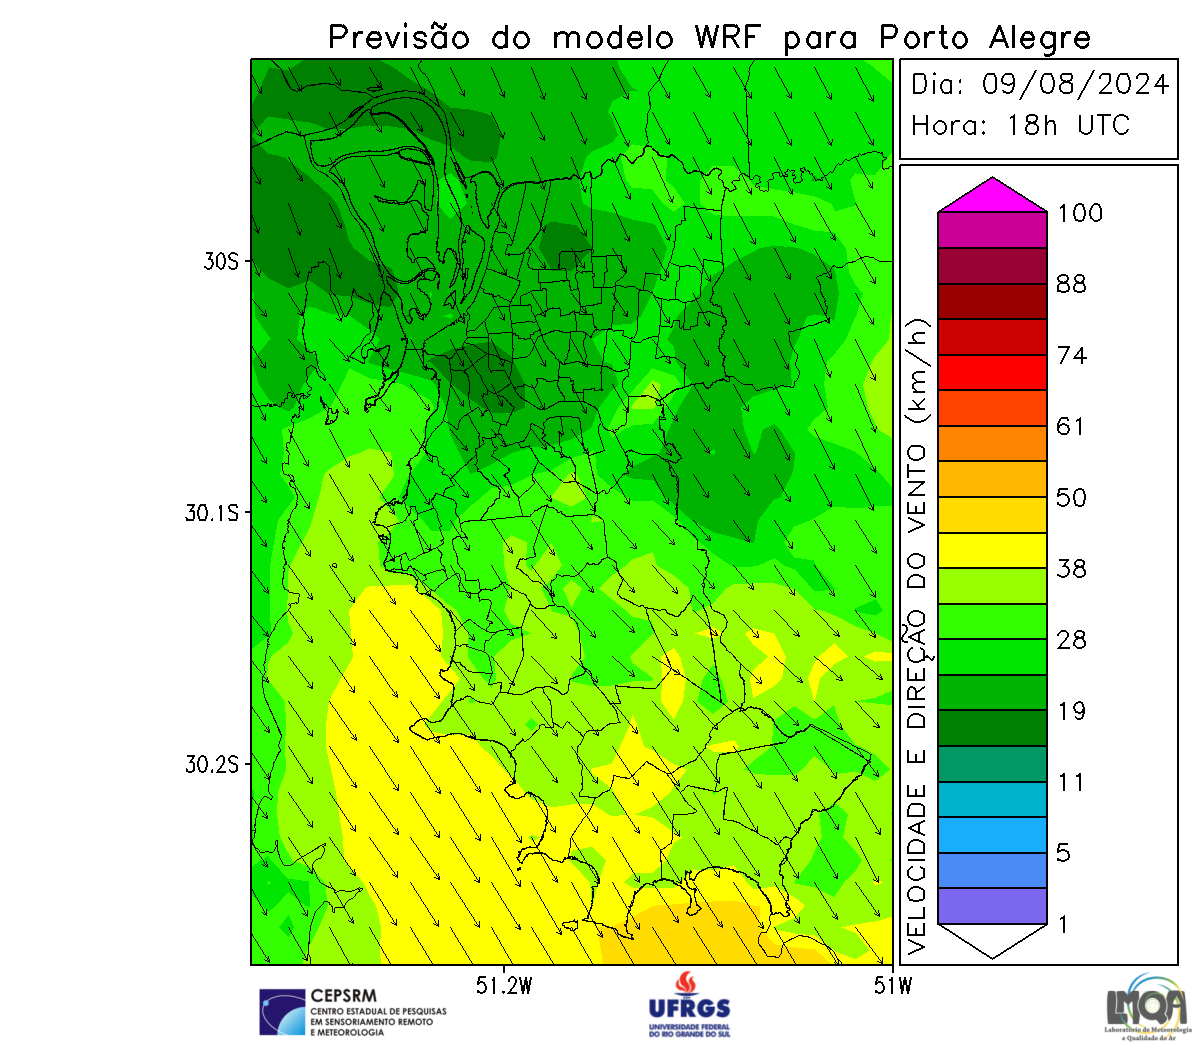 Previsão do modelo WRF para Porto Alegre
Dia: 09/08/2024
Hora: 18h UTC
30S
30.1S
30.2S
51.2W
51W
VELOCIDADE E DIREÇÃO DO VENTO (km/h)
100
88
74
61
50
38
28
19
11
5
1
CEPSRM
CENTRO ESTADUAL DE PESQUISAS
EM SENSORIAMENTO REMOTO
E METEOROLOGIA
UFRGS
UNIVERSIDADE FEDERAL
DO RIO GRANDE DO SUL
LMQA
Laboratório de Meteorologia
e Qualidade do Ar